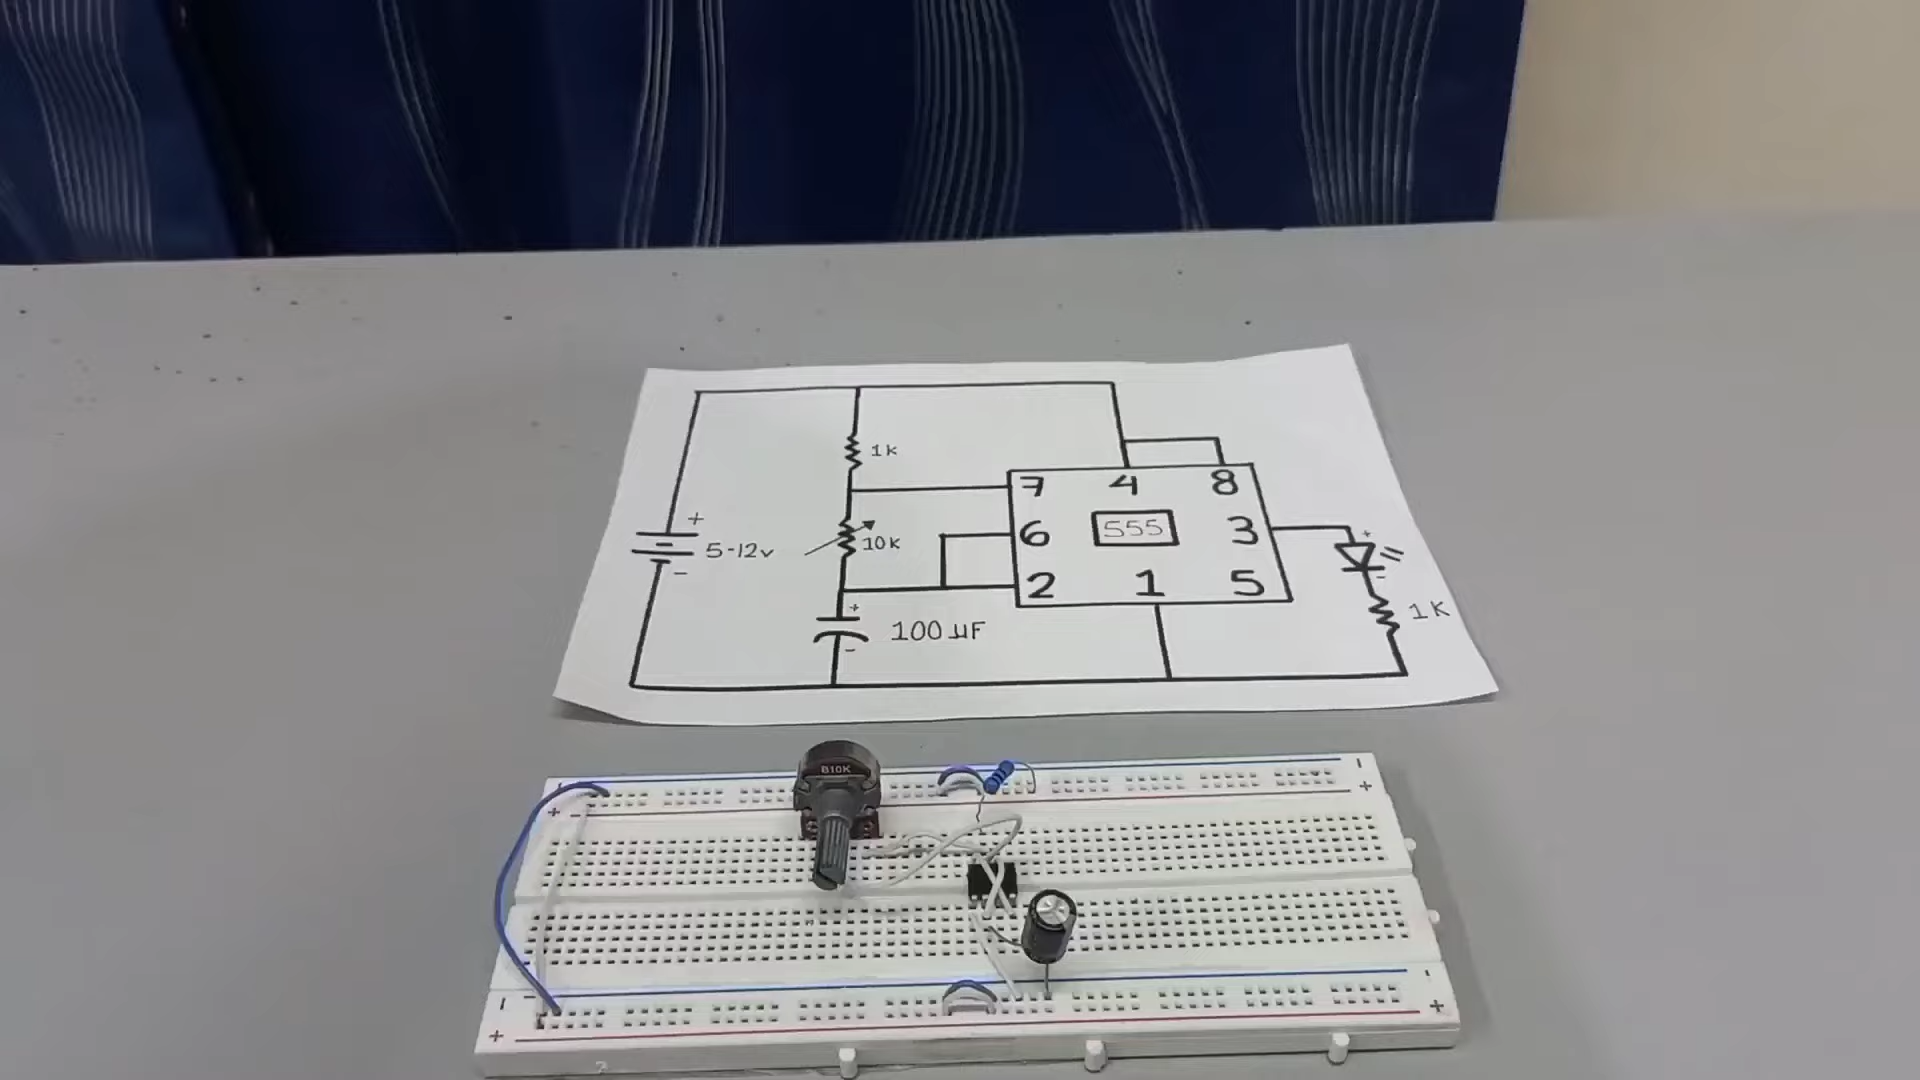 1k
+
5-12v
-
10k
+
100 µF
-
7 4 8
6 555 3
2 1 5
+
-
1K
B10K
-
+
+ -
- -
+ +